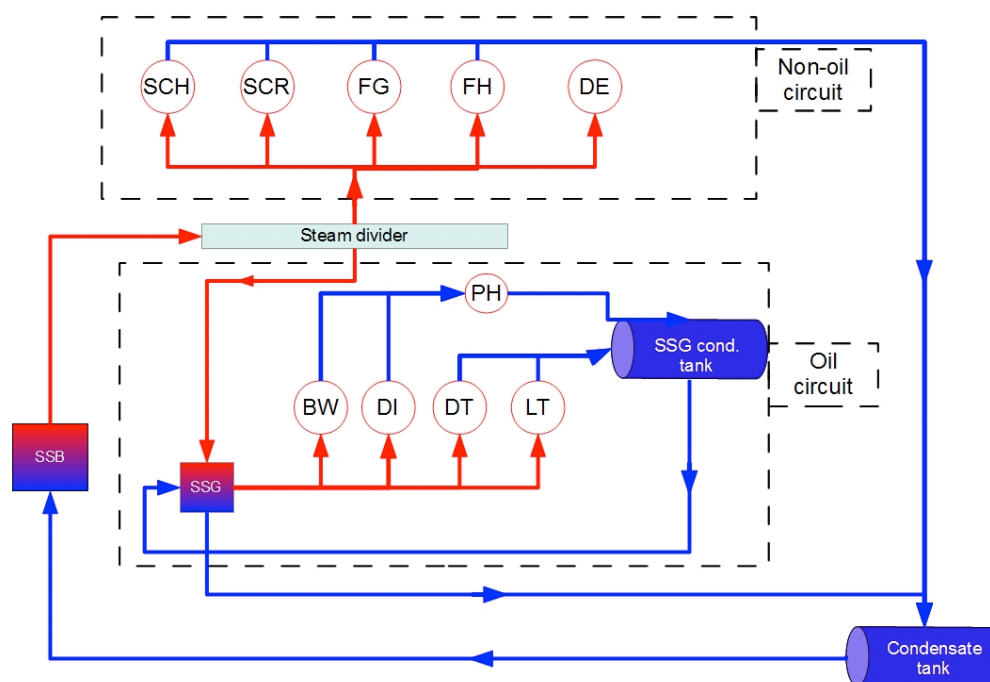 SCH
SCR
FG
FH
DE
Non-oil
circuit
Steam divider
PH
SSG cond.
tank
Oil
circuit
BW
DI
DT
LT
SSB
SSG
Condensate
tank